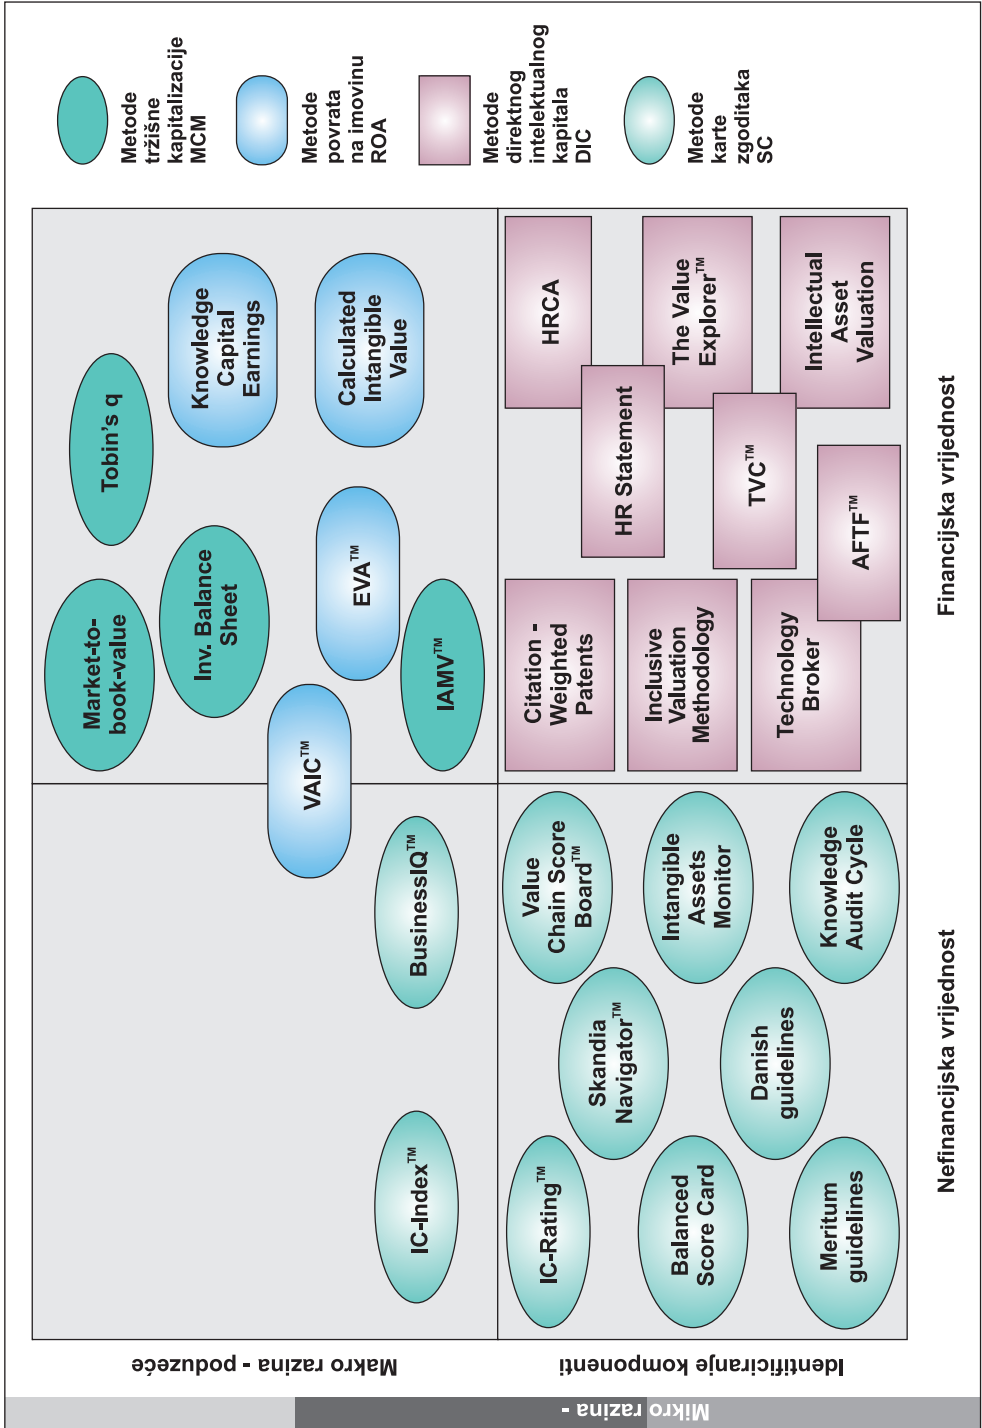 Metode
tržišne
kapitalizacije
MCM
Metode
povrata
na imovinu
ROA
Metode
direktnog
intelektualnog
kapitala
DIC
Metode
karte
zgoditaka
SC
Makro razina - poduzeće
IC-Index™
BusinessIQ™
VAIC™
Market-to-
book-value
Inv. Balance
Sheet
IAMV™
EVA™
Tobin's q
Knowledge
Capital
Earnings
Calculated
Intangible
Value
Mikro razina -
Identificiranje komponenti
IC-Rating™
Balanced
Score Card
Meritum
guidelines
Skandia
Navigator™
Danish
guidelines
Value
Chain Score
Board™
Intangible
Assets
Monitor
Knowledge
Audit Cycle
Citation -
Weighted
Patents
Inclusive
Valuation
Methodology
Technology
Broker
AFTF™
HR Statement
TVC™
HRCA
The Value
Explorer™
Intellectual
Asset
Valuation
Nefinancijska vrijednost
Financijska vrijednost